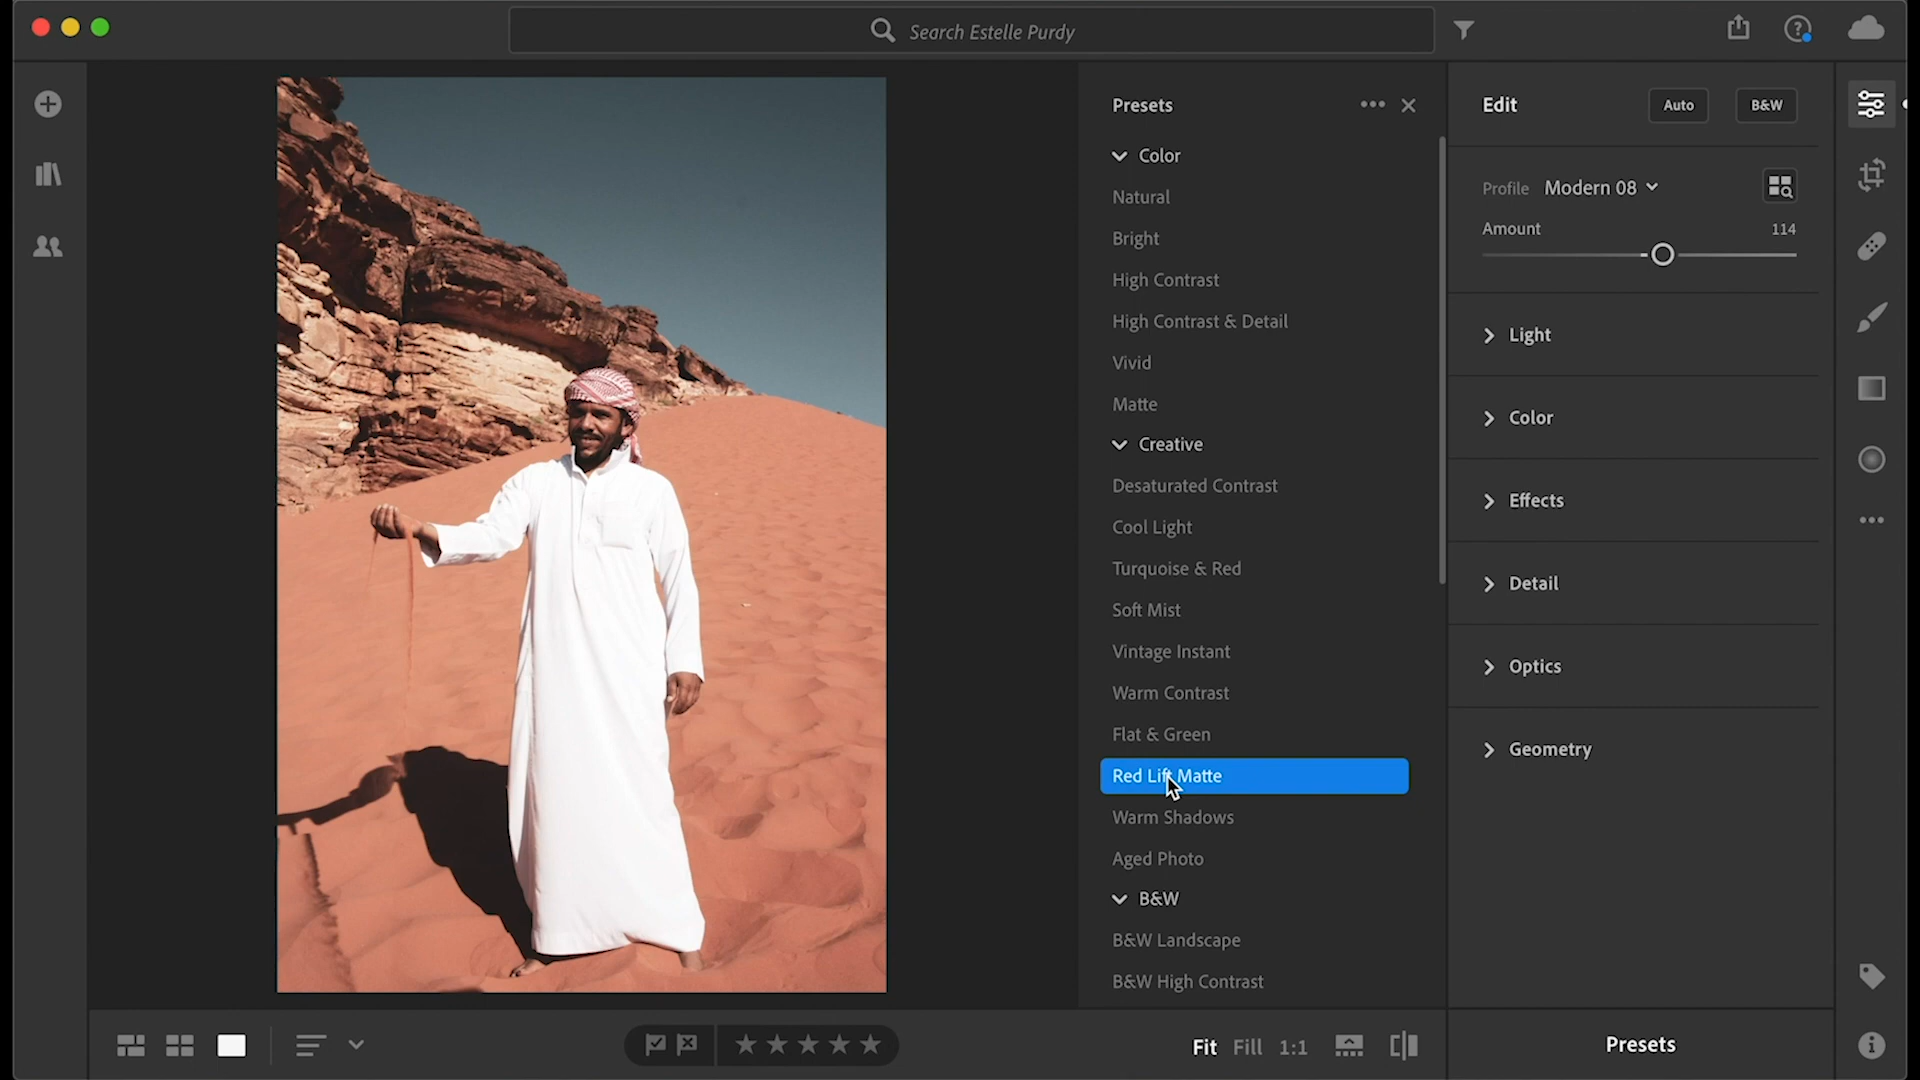 Search Estelle Purdy
Presets
Color
Natural
Bright
High Contrast
High Contrast & Detail
Vivid
Matte
Creative
Desaturated Contrast
Cool Light
Turquoise & Red
Soft Mist
Vintage Instant
Warm Contrast
Flat & Green
Red Lift Matte
Warm Shadows
Aged Photo
B&W
B&W Landscape
B&W High Contrast
Edit Auto B&W
Profile Modern 08
Amount 114
Light
Color
Effects
Detail
Optics
Geometry
Fit Fill 1:1
Presets